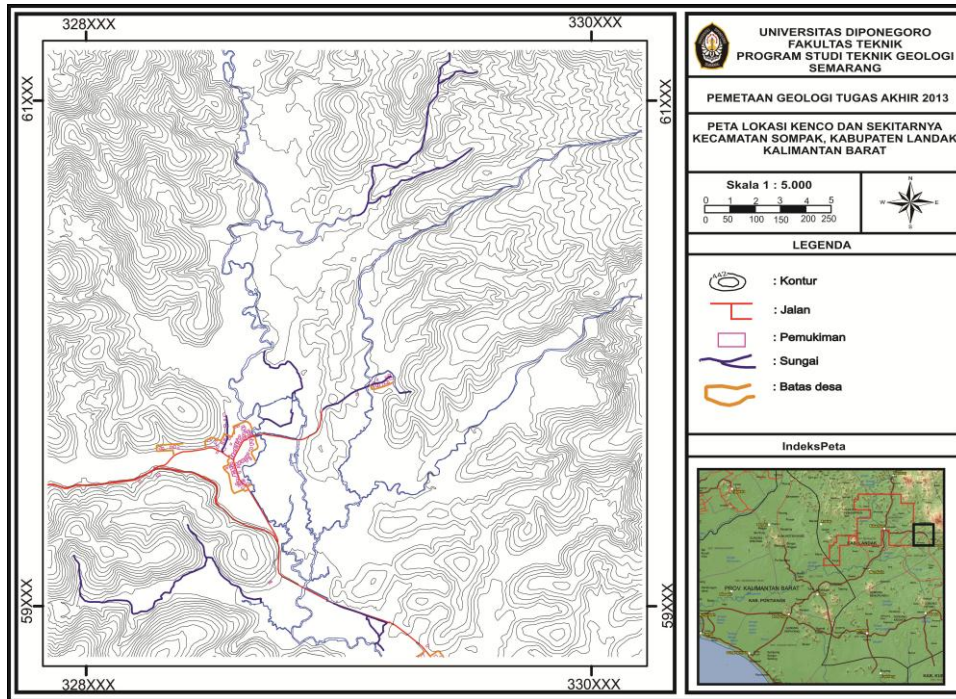 328XXX
330XXX
61XXX
61XXX
59XXX
59XXX
328XXX
330XXX
UNIVERSITAS DIPONEGORO
FAKULTAS TEKNIK
PROGRAM STUDI TEKNIK GEOLOGI
SEMARANG
PEMETAAN GEOLOGI TUGAS AKHIR 2013
PETA LOKASI KENCO DAN SEKITARNYA
KECAMATAN SOMPAK, KABUPATEN LANDAK
KALIMANTAN BARAT
Skala 1 : 5.000
0 1 2 3 4 5
0 50 100 150 200 250
N
W E
S
LEGENDA
442
: Kontur
: Jalan
: Pemukiman
: Sungai
: Batas desa
IndeksPeta
PROV. KALIMANTAN BARAT
KAB. PONTIANAK